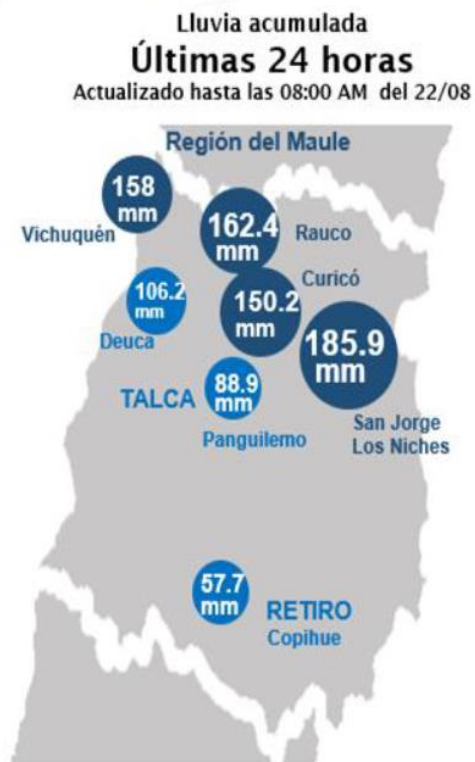 Lluvia acumulada
Últimas 24 horas
Actualizado hasta las 08:00 AM del 22/08
Región del Maule
158
mm
Vichuquén
162.4
mm
Rauco
Curicó
106.2
mm
Deuca
150.2
mm
185.9
mm
San Jorge
Los Niches
88.9
mm
TALCA
Panguilemo
57.7
mm
RETIRO
Copihue